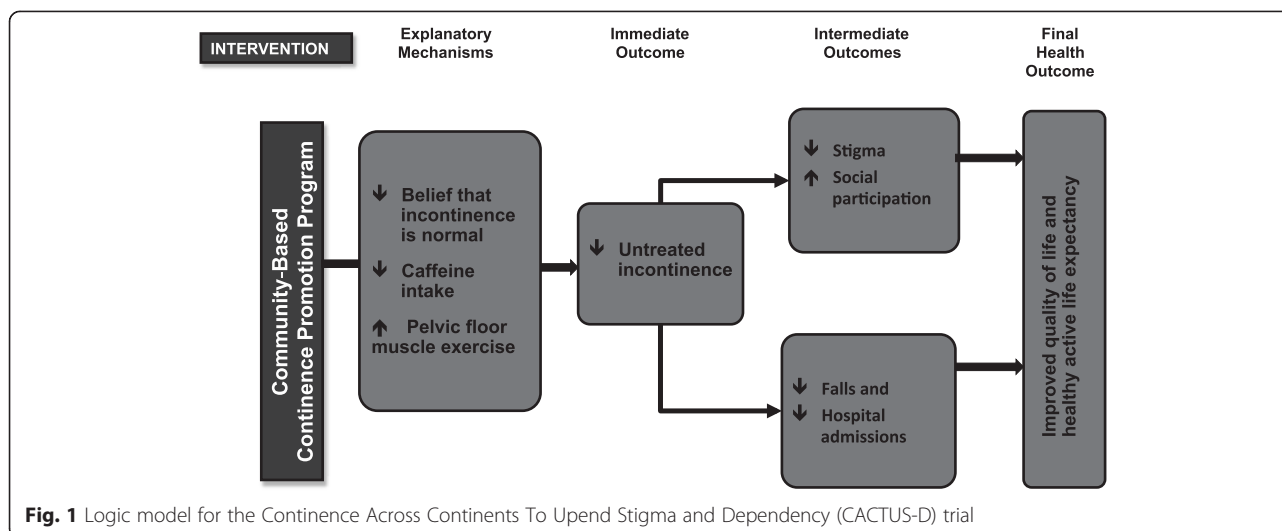 INTERVENTION
Explanatory
Mechanisms
Immediate
Outcome
Intermediate
Outcomes
Final
Health
Outcome
Community-Based
Continence Promotion Program
Belief that
incontinence
is normal
Caffeine
intake
Pelvic floor
muscle exercise
Untreated
incontinence
Stigma
Social
participation
Falls and
Hospital
admissions
Improved quality of life and
healthy active life expectancy
Fig. 1 Logic model for the Continence Across Continents To Upend Stigma and Dependency (CACTUS-D) trial